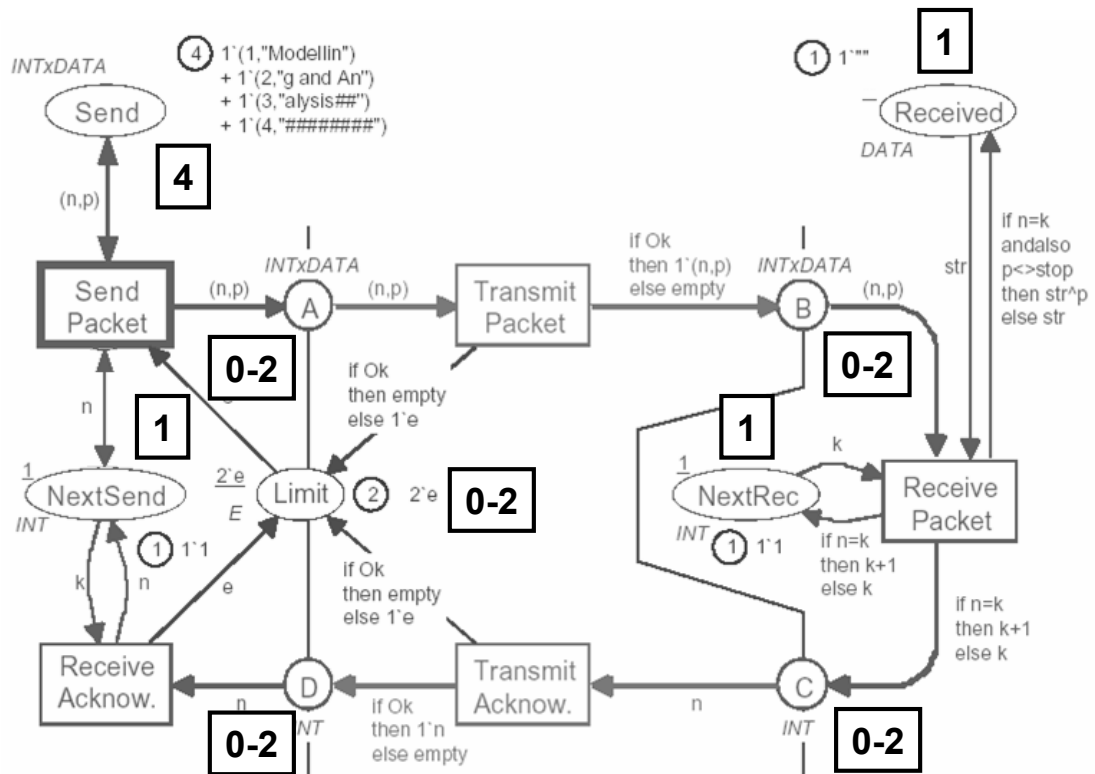 INTxDATA
Send
4
1`(1,"Modellin")
+ 1`(2,"g and An")
+ 1`(3,"alysis##")
+ 1`(4,"########")
4
1
1
1`""
Received
DATA
(n,p)
Send
Packet
(n,p)
INTxDATA
A
(n,p)
Transmit
Packet
if Ok
then 1`(n,p)
else empty
INTxDATA
B
(n,p)
str
if n=k
andalso
p<>stop
then str^p
else str
0-2
0-2
if Ok
then empty
else 1`e
n
1
1
NextSend
INT
1
1`1
2`e
E
Limit
2
2`e
0-2
1
1
NextRec
INT
1
1`1
k
if n=k
then k+1
else k
Receive
Packet
k
n
e
if Ok
then empty
else 1`e
if n=k
then k+1
else k
Receive
Acknow.
n
D
INT
0-2
if Ok
then 1`n
else empty
Transmit
Acknow.
n
C
INT
0-2